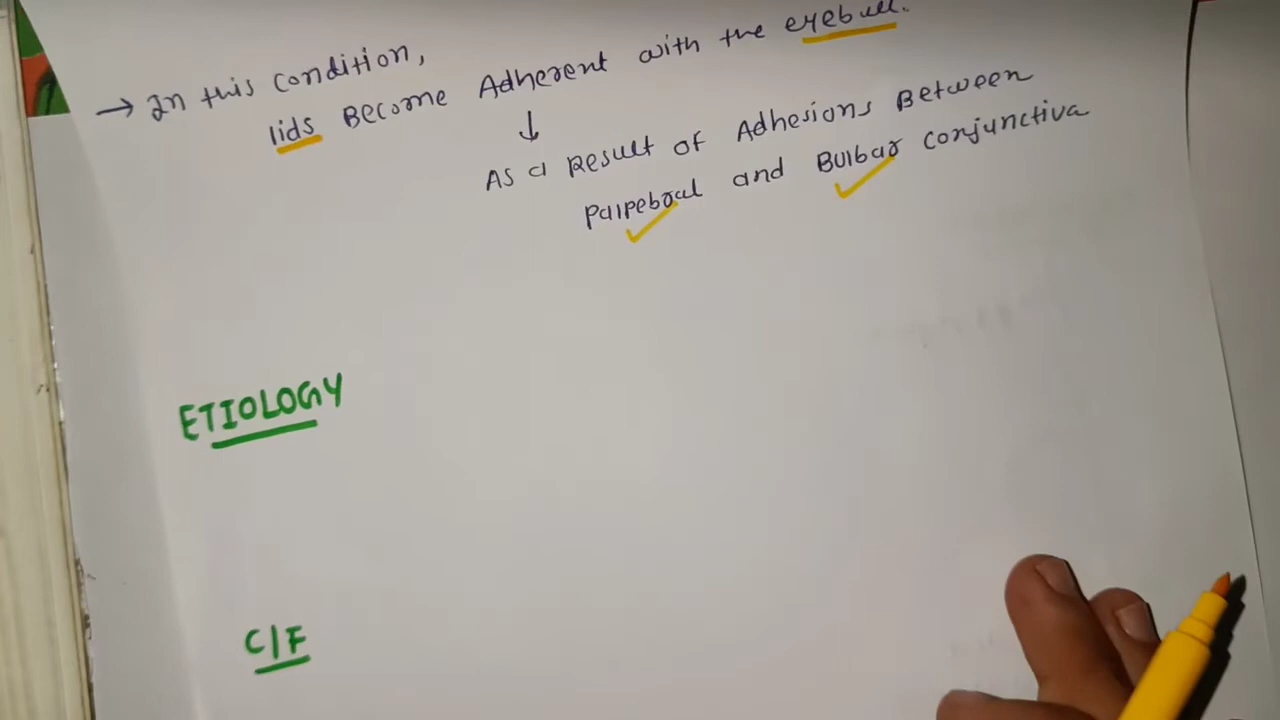 → In this condition,
lids Become Adherent with the eyeball.
↓
As a Result of Adhesions Between
Palpebral and Bulbar conjunctiva
ETIOLOGY
C/F